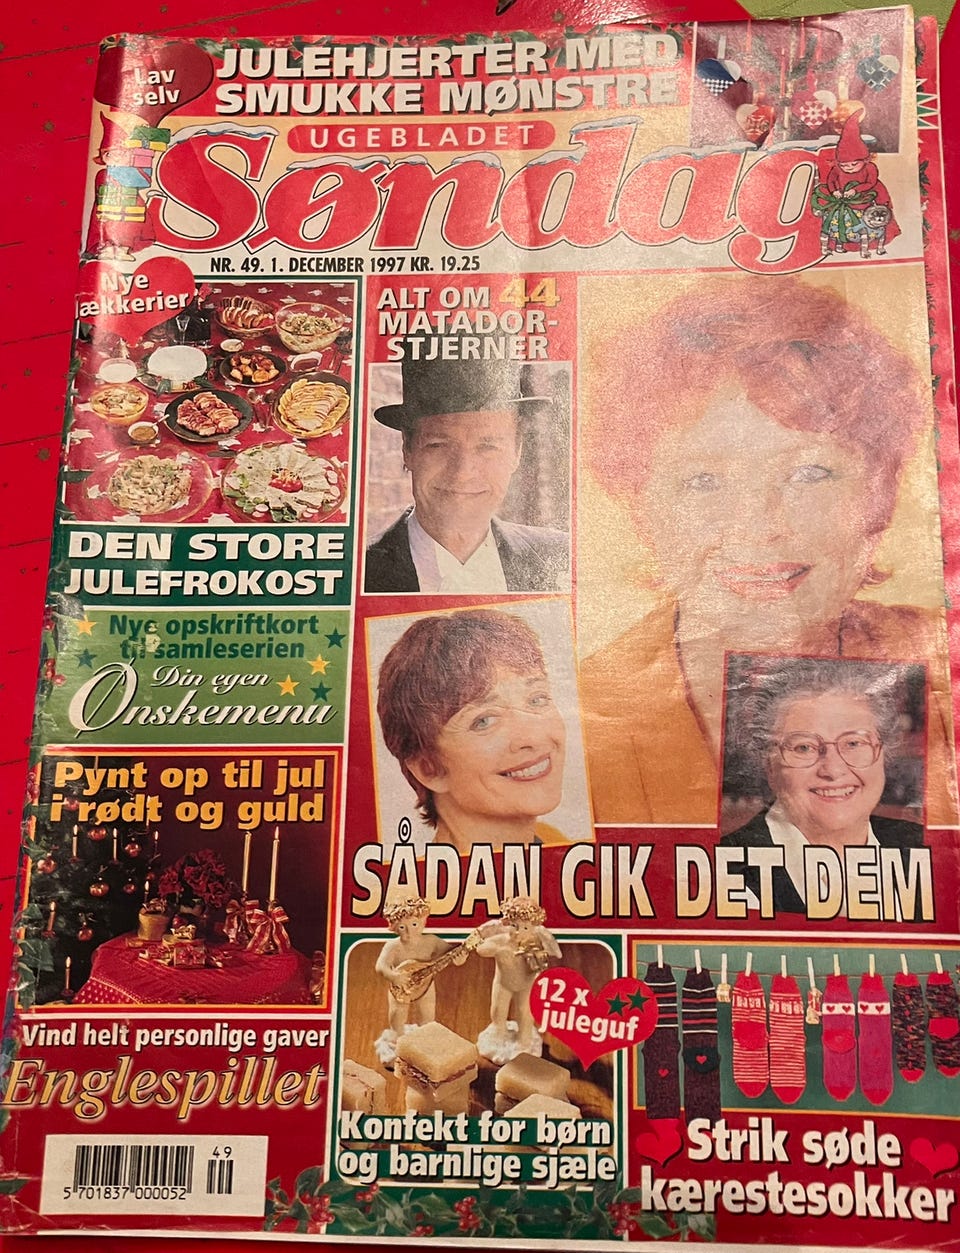 Lav
selv
JULEHJERTER MED
SMUKKE MØNSTRE
UGEBLADET
Søndag
NR. 49. 1. DECEMBER 1997 KR. 19.25
Nye
lækkerier
DEN STORE
JULEFROKOST
Nye opskriftkort
til samleserien
Din egen
Ønskemenu
Pynt op til jul
i rødt og guld
Vind helt personlige gaver
Englespillet
49
5 701837 000052
ALT OM 44
MATADOR-
STJERNER
SÅDAN GIK DET DEM
12 x
juleguf
Konfekt for børn
og barnlige sjæle
Strik søde
kærestesokker